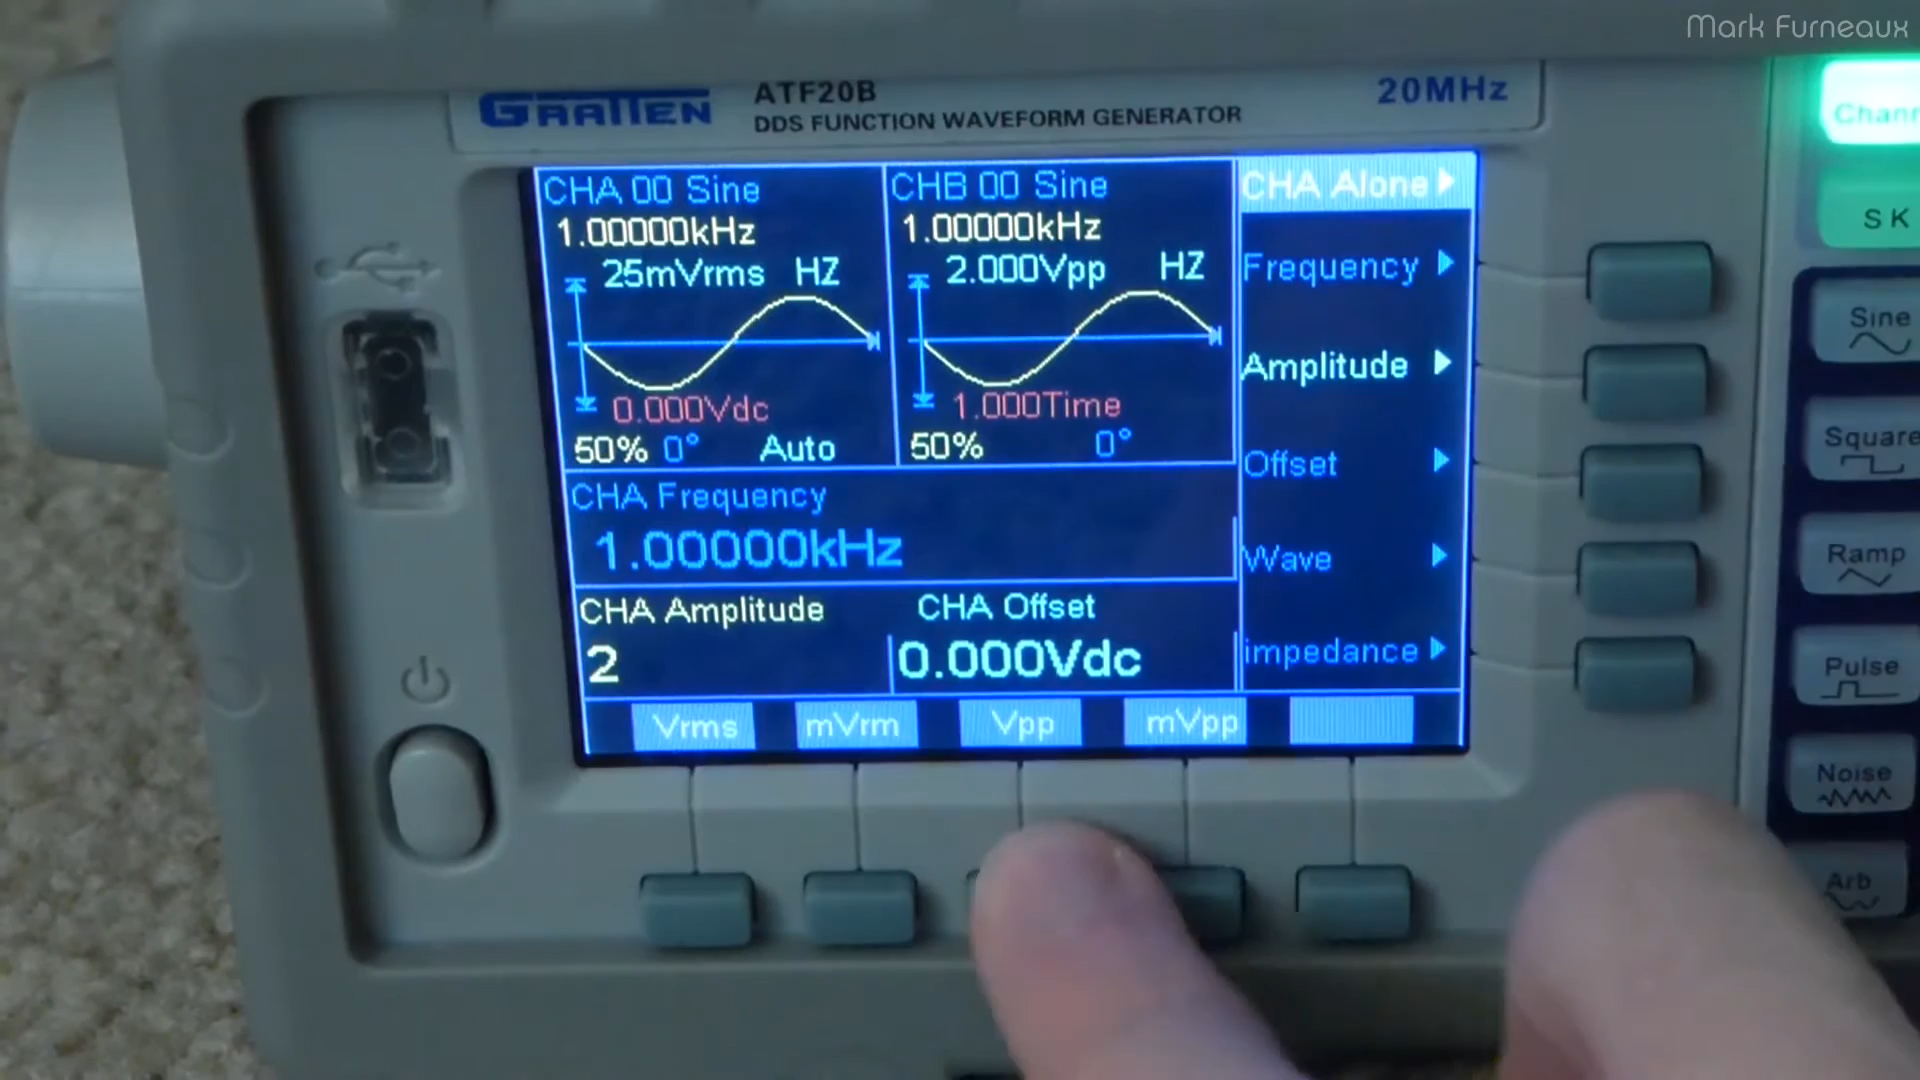 Mark Furneaux
GRATTEN
ATF20B
DDS FUNCTION WAVEFORM GENERATOR
20MHz
CHA 00 Sine
1.00000kHz
25mVrms HZ
0.000Vdc
50% 0° Auto
CHB 00 Sine
1.00000kHz
2.000Vpp HZ
1.000Time
50% 0°
CHA Frequency
1.00000kHz
CHA Amplitude
2
CHA Offset
0.000Vdc
CHA Alone
Frequency
Amplitude
Offset
Wave
impedance
Vrms mVrm Vpp mVpp
Chann
SK
Sine
Square
Ramp
Pulse
Noise
Arb